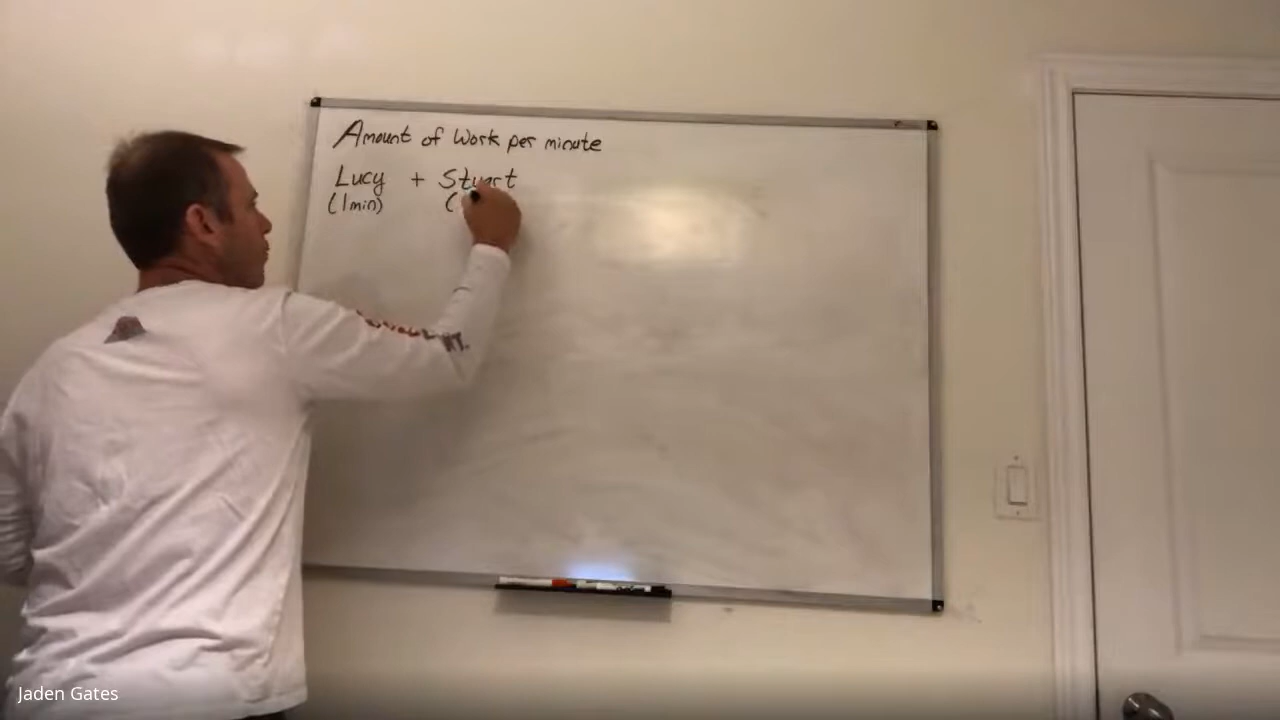 Amount of Work per minute
Lucy + Stuart
(1min) (
Jaden Gates